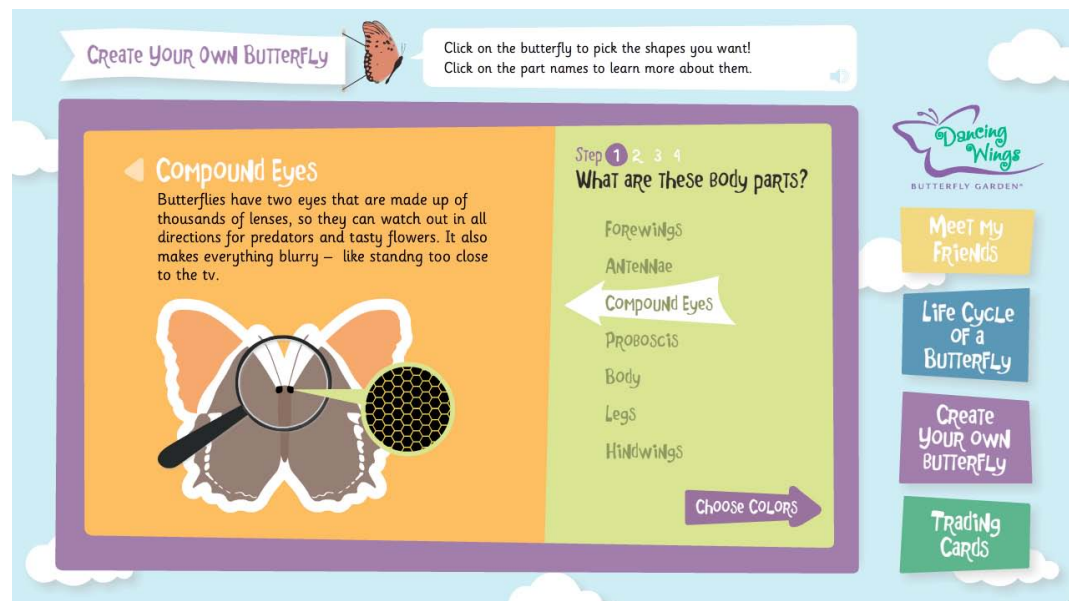 Create Your Own Butterfly
Click on the butterfly to pick the shapes you want!
Click on the part names to learn more about them.
Compound Eyes
Butterflies have two eyes that are made up of
thousands of lenses, so they can watch out in all
directions for predators and tasty flowers. It also
makes everything blurry – like standng too close
to the tv.
Step 1 2 3 4
What are these body parts?
Forewings
Antennae
Compound Eyes
Proboscis
Body
Legs
Hindwings
Choose Colors
Dancing
Wings
BUTTERFLY GARDEN®
Meet My
Friends
Life Cycle
of a
Butterfly
Create
Your Own
Butterfly
Trading
Cards